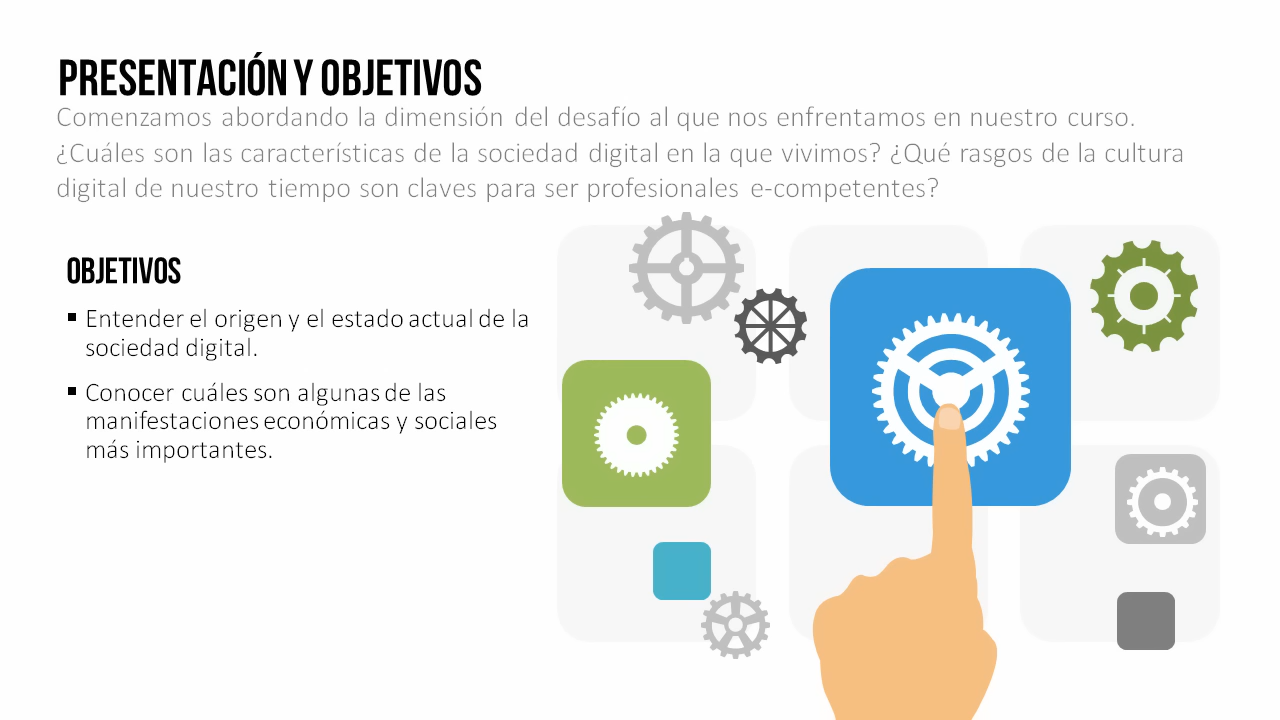 PRESENTACIÓN Y OBJETIVOS
Comenzamos abordando la dimensión del desafío al que nos enfrentamos en nuestro curso.
¿Cuáles son las características de la sociedad digital en la que vivimos? ¿Qué rasgos de la cultura
digital de nuestro tiempo son claves para ser profesionales e-competentes?
OBJETIVOS
▪ Entender el origen y el estado actual de la
sociedad digital.
▪ Conocer cuáles son algunas de las
manifestaciones económicas y sociales
más importantes.